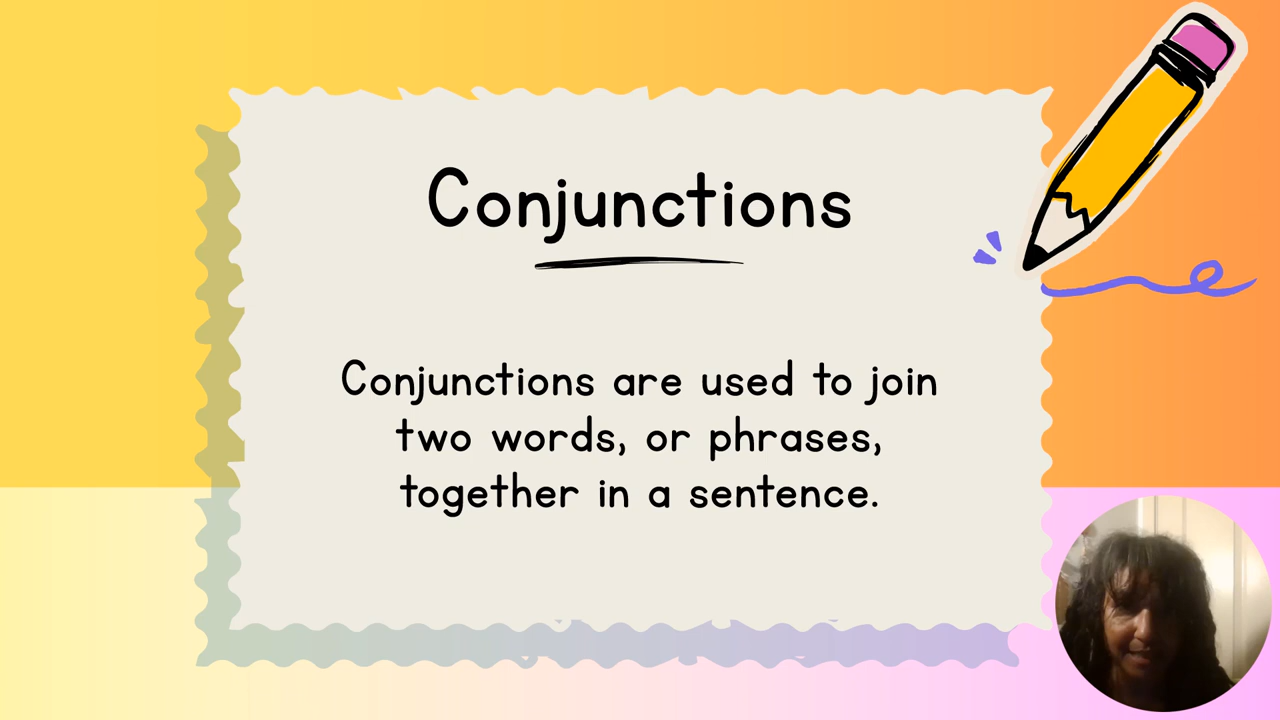 Conjunctions
Conjunctions are used to join
two words, or phrases,
together in a sentence.